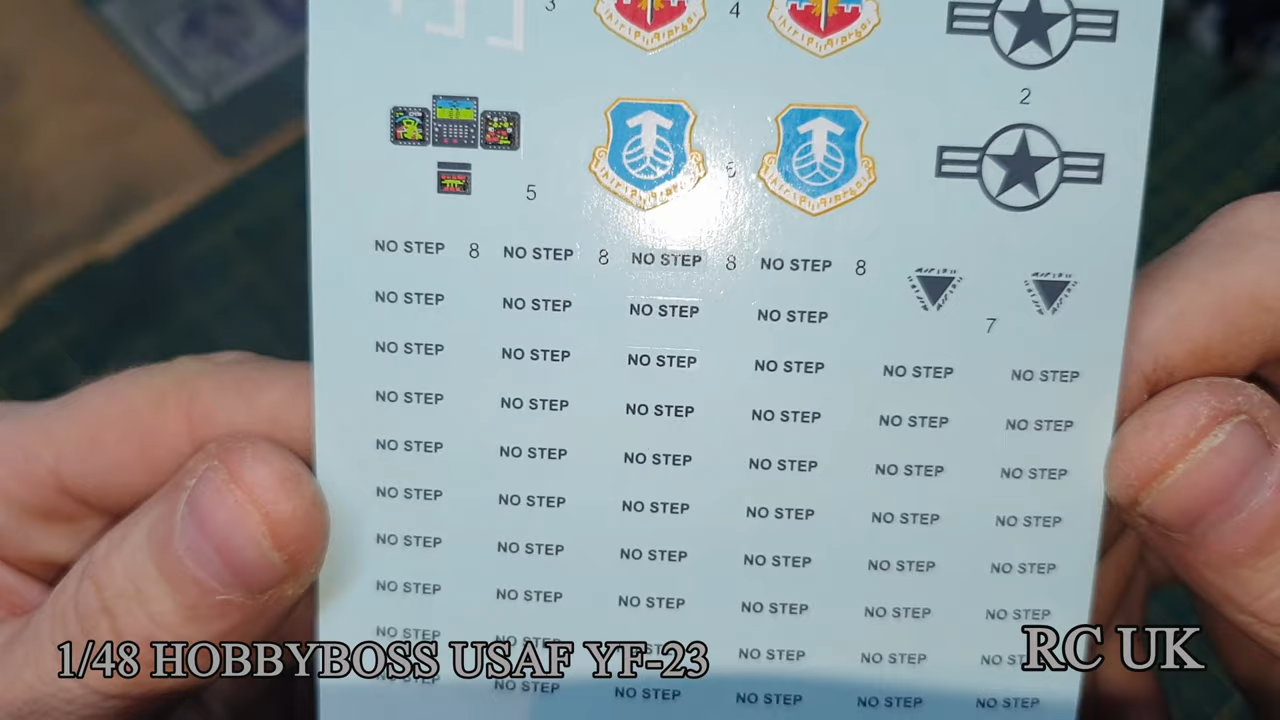 3 4
2
5 6
NO STEP 8 NO STEP 8 NO STEP 8 NO STEP 8
NO STEP NO STEP NO STEP NO STEP 7
NO STEP NO STEP NO STEP NO STEP NO STEP NO STEP
NO STEP NO STEP NO STEP NO STEP NO STEP NO STEP
NO STEP NO STEP NO STEP NO STEP NO STEP NO STEP
NO STEP NO STEP NO STEP NO STEP NO STEP NO STEP
NO STEP NO STEP NO STEP NO STEP NO STEP NO STEP
NO STEP NO STEP NO STEP NO STEP NO STEP NO STEP
NO STEP NO STEP NO STEP NO STEP NO
NO STEP NO STEP NO STEP NO STEP NO STEP
1/48 HOBBYBOSS USAF YF-23
RC UK